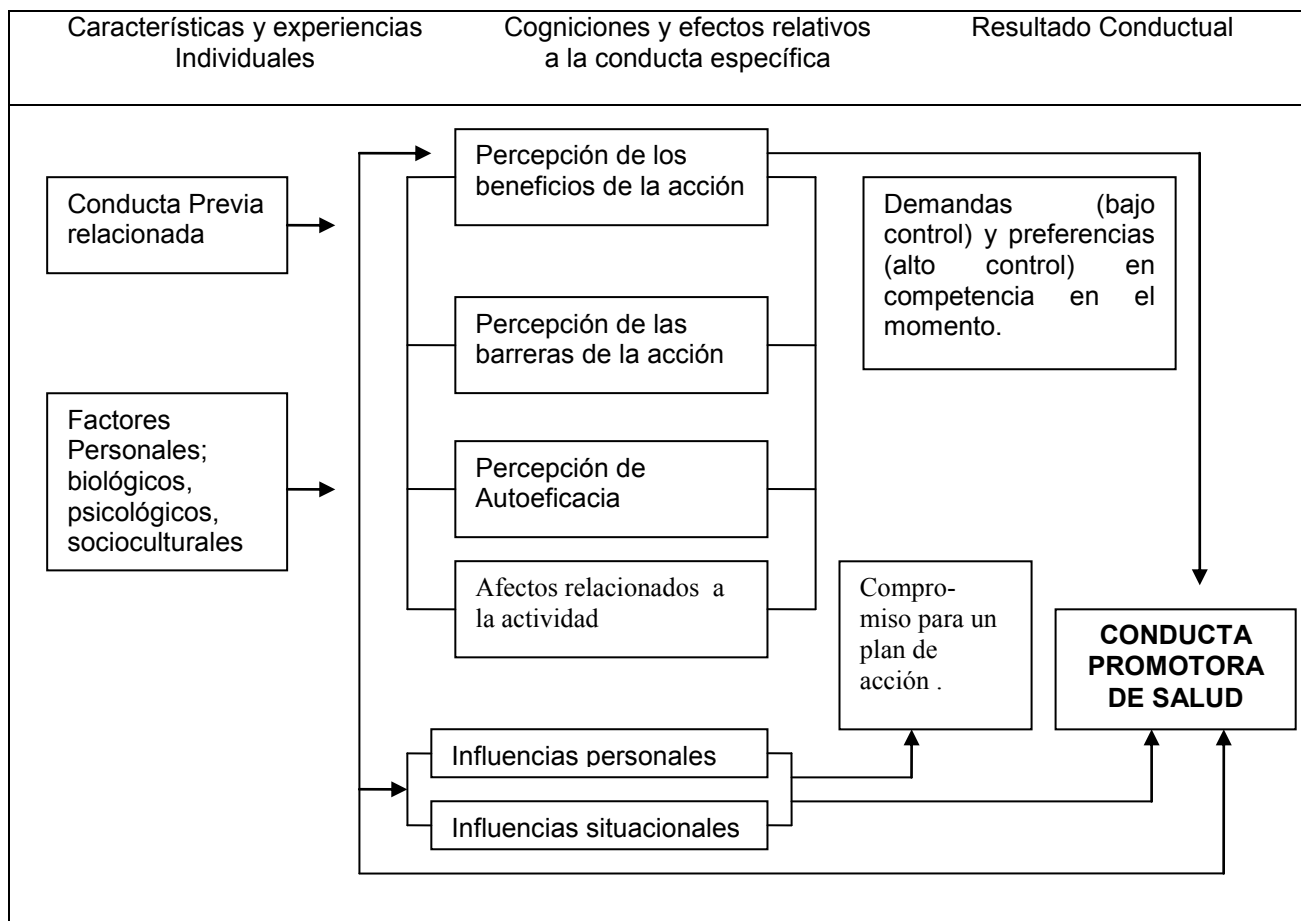 Características y experiencias
Individuales
Cogniciones y efectos relativos
a la conducta específica
Resultado Conductual
Conducta Previa
relacionada
Factores
Personales;
biológicos,
psicológicos,
socioculturales
Percepción de los
beneficios de la acción
Percepción de las
barreras de la acción
Percepción de
Autoeficacia
Afectos relacionados a
la actividad
Influencias personales
Influencias situacionales
Demandas (bajo
control) y preferencias
(alto control) en
competencia en el
momento.
Compro-
miso para un
plan de
acción .
CONDUCTA
PROMOTORA
DE SALUD